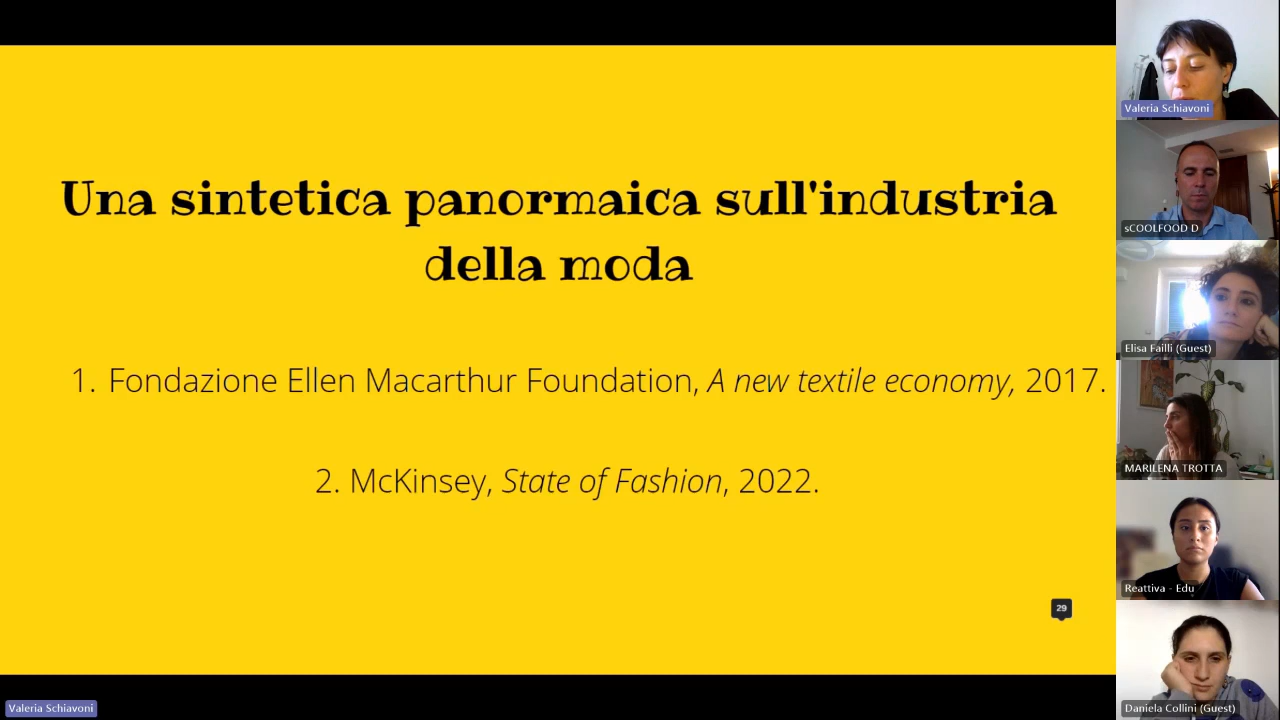 Una sintetica panormaica sull'industria
della moda
1. Fondazione Ellen Macarthur Foundation, A new textile economy, 2017.
2. McKinsey, State of Fashion, 2022.
29
Valeria Schiavoni
Valeria Schiavoni
sCOOLFOOD D
Elisa Failli (Guest)
MARILENA TROTTA
Reattiva - Edu
Daniela Collini (Guest)